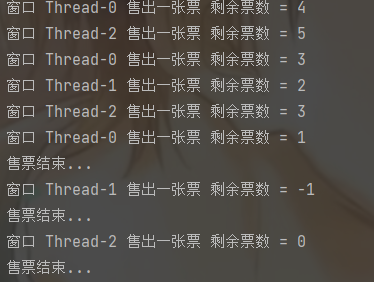 窗口 Thread-0 售出一张票 剩余票数 = 4
窗口 Thread-2 售出一张票 剩余票数 = 5
窗口 Thread-0 售出一张票 剩余票数 = 3
窗口 Thread-1 售出一张票 剩余票数 = 2
窗口 Thread-2 售出一张票 剩余票数 = 3
窗口 Thread-0 售出一张票 剩余票数 = 1
售票结束...
窗口 Thread-1 售出一张票 剩余票数 = -1
售票结束...
窗口 Thread-2 售出一张票 剩余票数 = 0
售票结束...